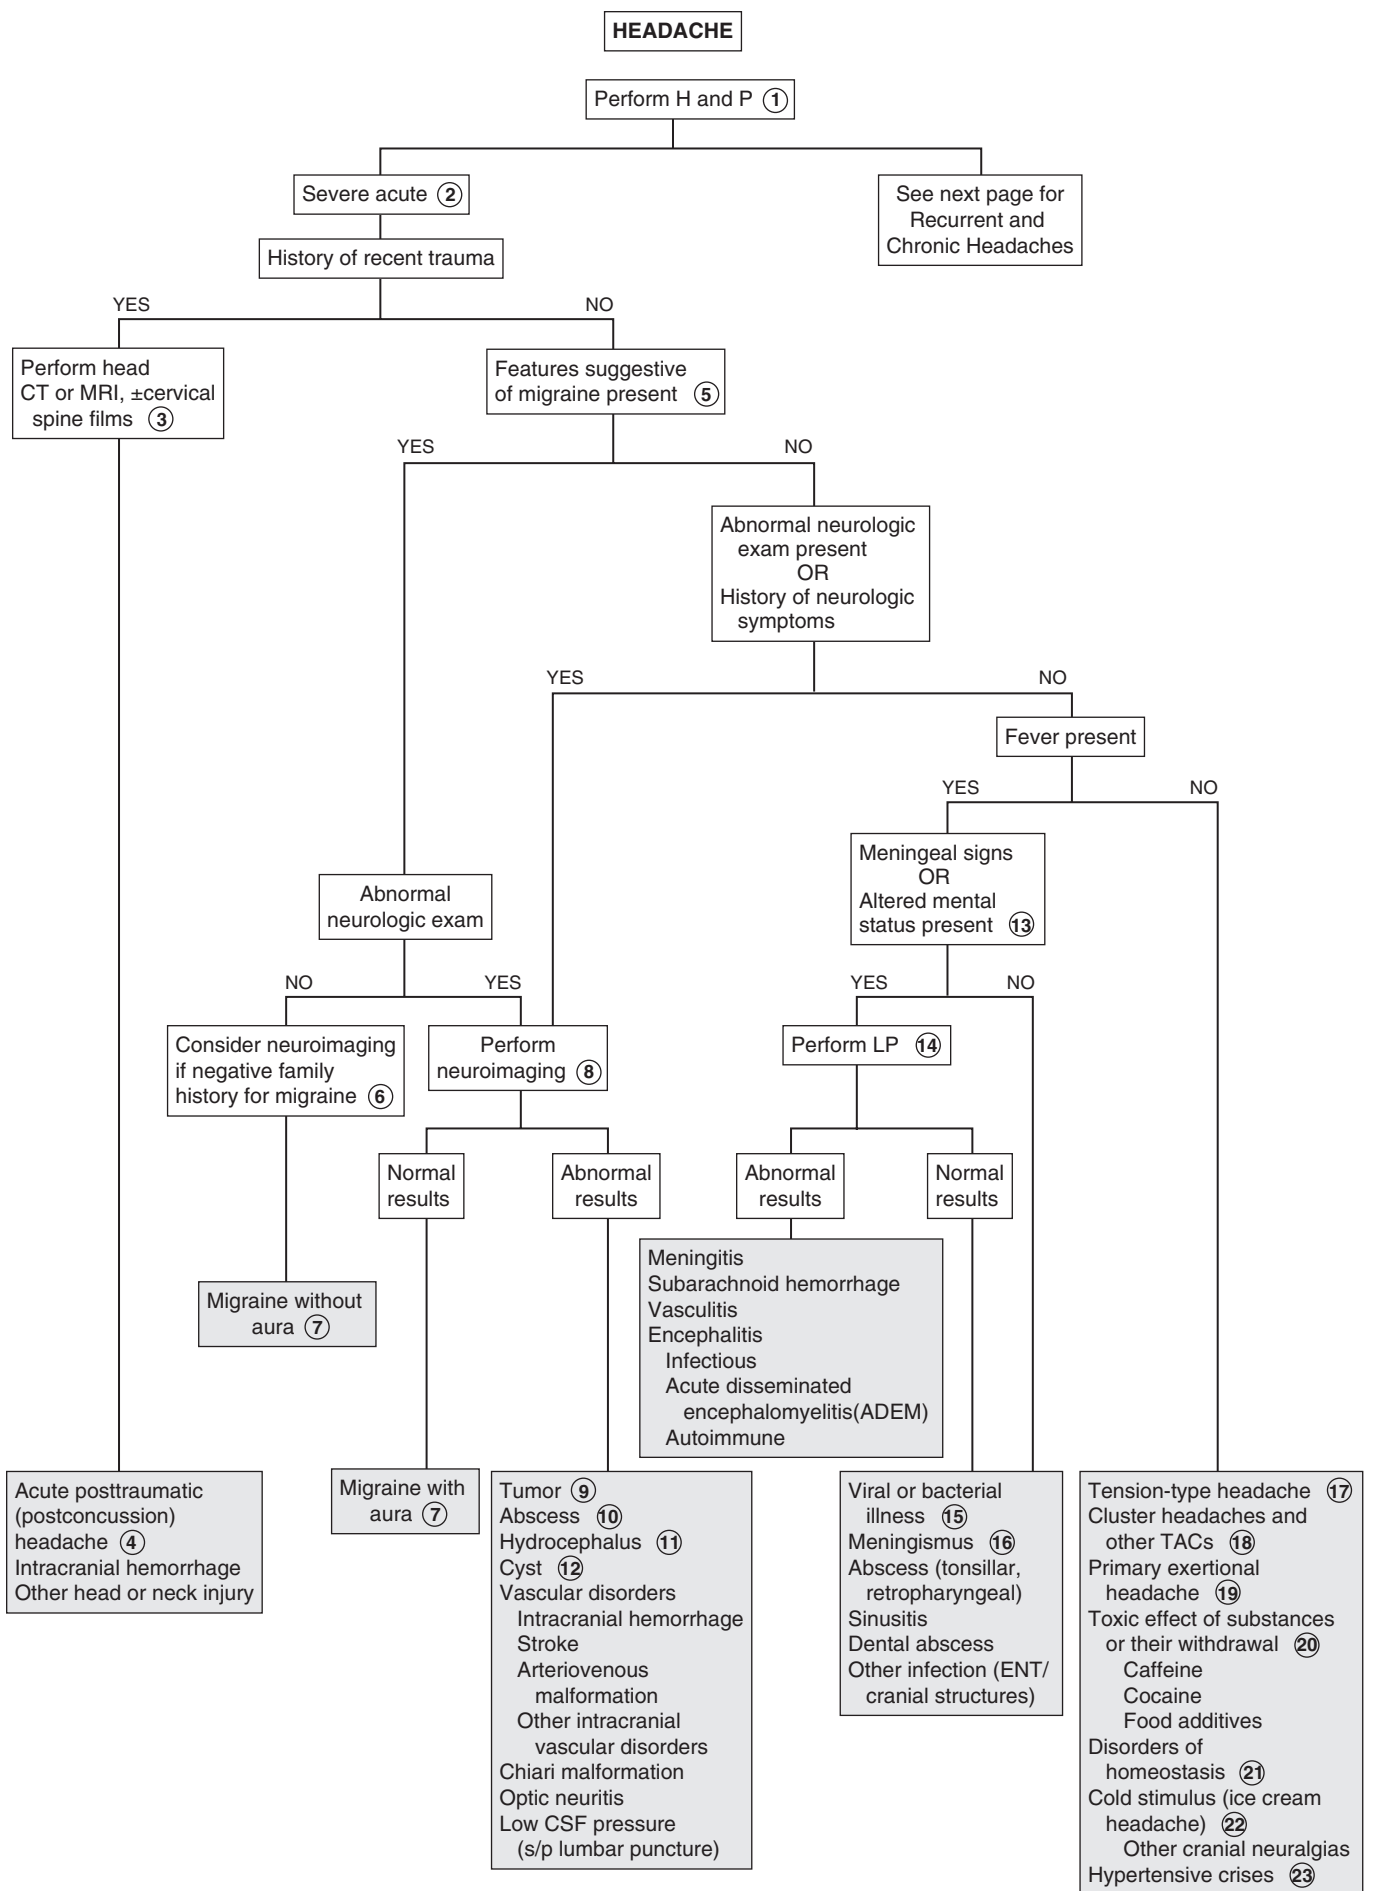 HEADACHE
Perform H and P 1
Severe acute 2
See next page for
Recurrent and
Chronic Headaches
History of recent trauma
YES
NO
Perform head
CT or MRI, ±cervical
spine films 3
Features suggestive
of migraine present 5
YES
NO
Abnormal neurologic
exam present
OR
History of neurologic
symptoms
YES
NO
Fever present
YES
NO
Meningeal signs
OR
Altered mental
status present 13
Abnormal
neurologic exam
NO
YES
YES
NO
Consider neuroimaging
if negative family
history for migraine 6
Perform
neuroimaging 8
Perform LP 14
Normal
results
Abnormal
results
Abnormal
results
Normal
results
Meningitis
Subarachnoid hemorrhage
Vasculitis
Encephalitis
Infectious
Acute disseminated
encephalomyelitis(ADEM)
Autoimmune
Migraine without
aura 7
Acute posttraumatic
(postconcussion)
headache 4
Intracranial hemorrhage
Other head or neck injury
Migraine with
aura 7
Tumor 9
Abscess 10
Hydrocephalus 11
Cyst 12
Vascular disorders
Intracranial hemorrhage
Stroke
Arteriovenous
malformation
Other intracranial
vascular disorders
Chiari malformation
Optic neuritis
Low CSF pressure
(s/p lumbar puncture)
Viral or bacterial
illness 15
Meningismus 16
Abscess (tonsillar,
retropharyngeal)
Sinusitis
Dental abscess
Other infection (ENT/
cranial structures)
Tension-type headache 17
Cluster headaches and
other TACs 18
Primary exertional
headache 19
Toxic effect of substances
or their withdrawal 20
Caffeine
Cocaine
Food additives
Disorders of
homeostasis 21
Cold stimulus (ice cream
headache) 22
Other cranial neuralgias
Hypertensive crises 23